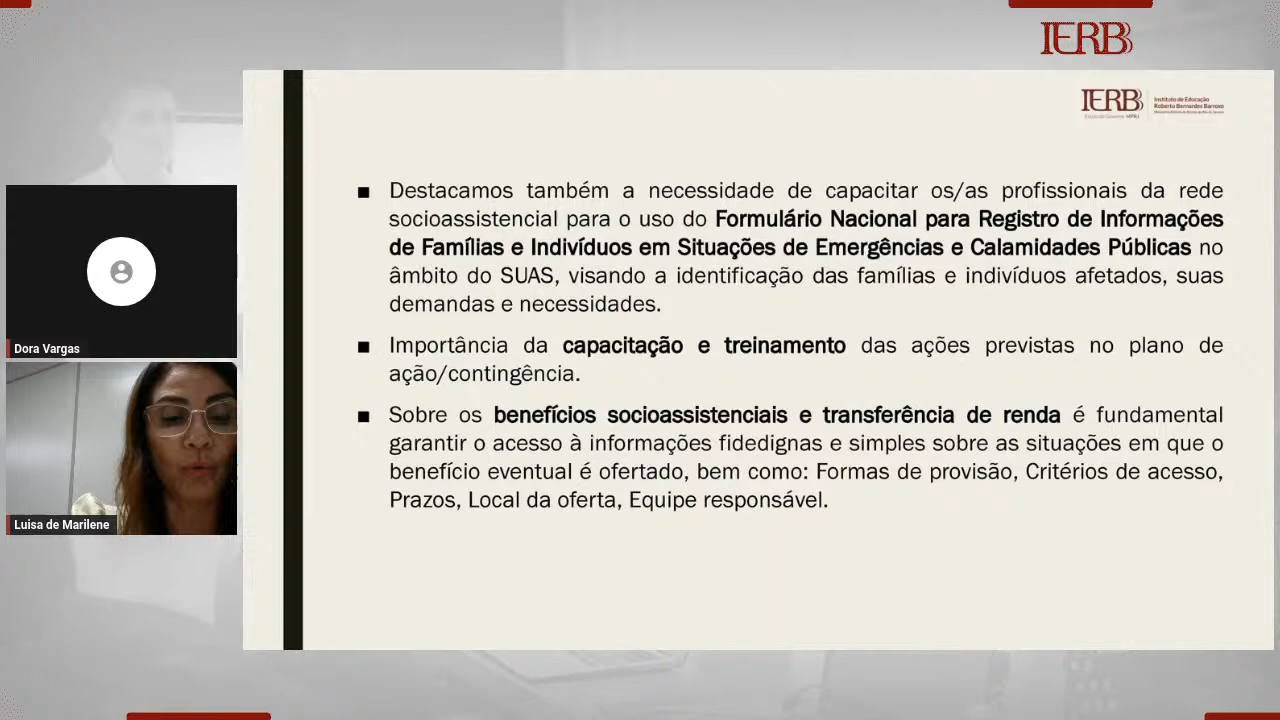 IERBB
IERBB
Instituto de Educação
Roberto Bernardes Barroso
Dora Vargas
Luisa de Marilene
■ Destacamos também a necessidade de capacitar os/as profissionais da rede
socioassistencial para o uso do Formulário Nacional para Registro de Informações
de Famílias e Indivíduos em Situações de Emergências e Calamidades Públicas no
âmbito do SUAS, visando a identificação das famílias e indivíduos afetados, suas
demandas e necessidades.
■ Importância da capacitação e treinamento das ações previstas no plano de
ação/contingência.
■ Sobre os benefícios socioassistenciais e transferência de renda é fundamental
garantir o acesso à informações fidedignas e simples sobre as situações em que o
benefício eventual é ofertado, bem como: Formas de provisão, Critérios de acesso,
Prazos, Local da oferta, Equipe responsável.